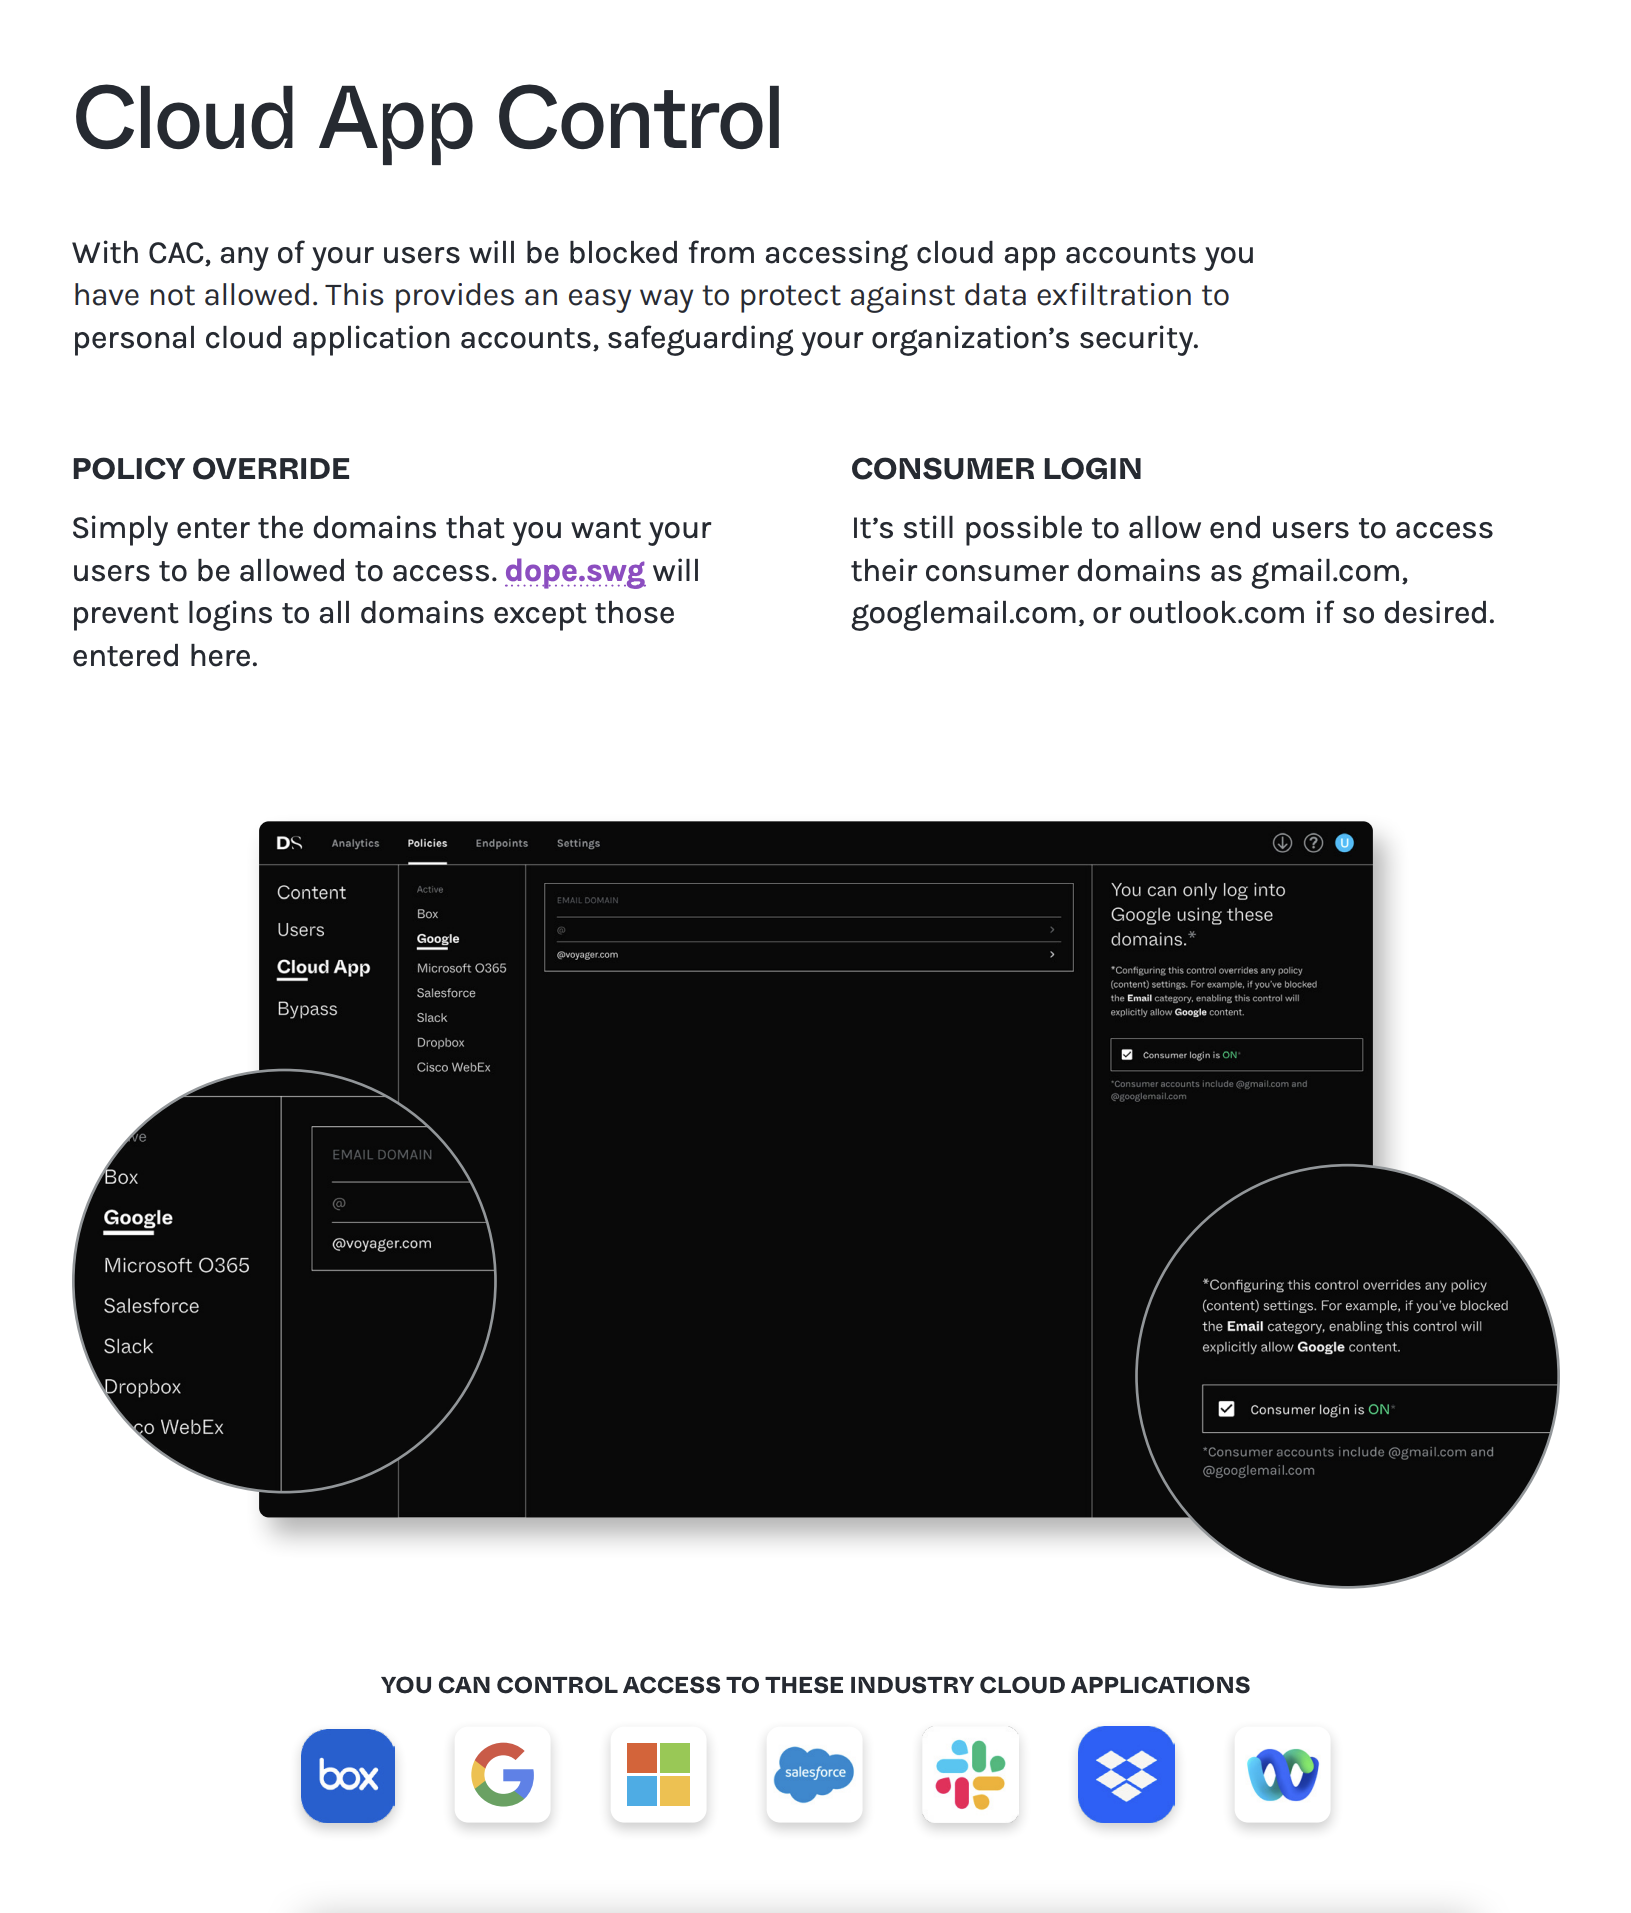 Cloud App Control
With CAC, any of your users will be blocked from accessing cloud app accounts you
have not allowed. This provides an easy way to protect against data exfiltration to
personal cloud application accounts, safeguarding your organization’s security.
POLICY OVERRIDE
Simply enter the domains that you want your
users to be allowed to access. dope.swg will
prevent logins to all domains except those
entered here.
CONSUMER LOGIN
It’s still possible to allow end users to access
their consumer domains as gmail.com,
googlemail.com, or outlook.com if so desired.
DS
Analytics
Policies
Endpoints
Settings
?
U
Content
Users
Cloud App
Bypass
Active
Box
Google
Microsoft O365
Salesforce
Slack
Dropbox
Cisco WebEx
EMAIL DOMAIN
@
@voyager.com
You can only log into
Google using these
domains.*
*Configuring this control overrides any policy
(content) settings. For example, if you’ve blocked
the Email category, enabling this control will
explicitly allow Google content.
Consumer login is ON*
*Consumer accounts include @gmail.com and
@googlemail.com
ve
Box
Google
Microsoft O365
Salesforce
Slack
Dropbox
co WebEx
EMAIL DOMAIN
@
@voyager.com
*Configuring this control overrides any policy
(content) settings. For example, if you’ve blocked
the Email category, enabling this control will
explicitly allow Google content.
Consumer login is ON*
*Consumer accounts include @gmail.com and
@googlemail.com
YOU CAN CONTROL ACCESS TO THESE INDUSTRY CLOUD APPLICATIONS
box
G
salesforce